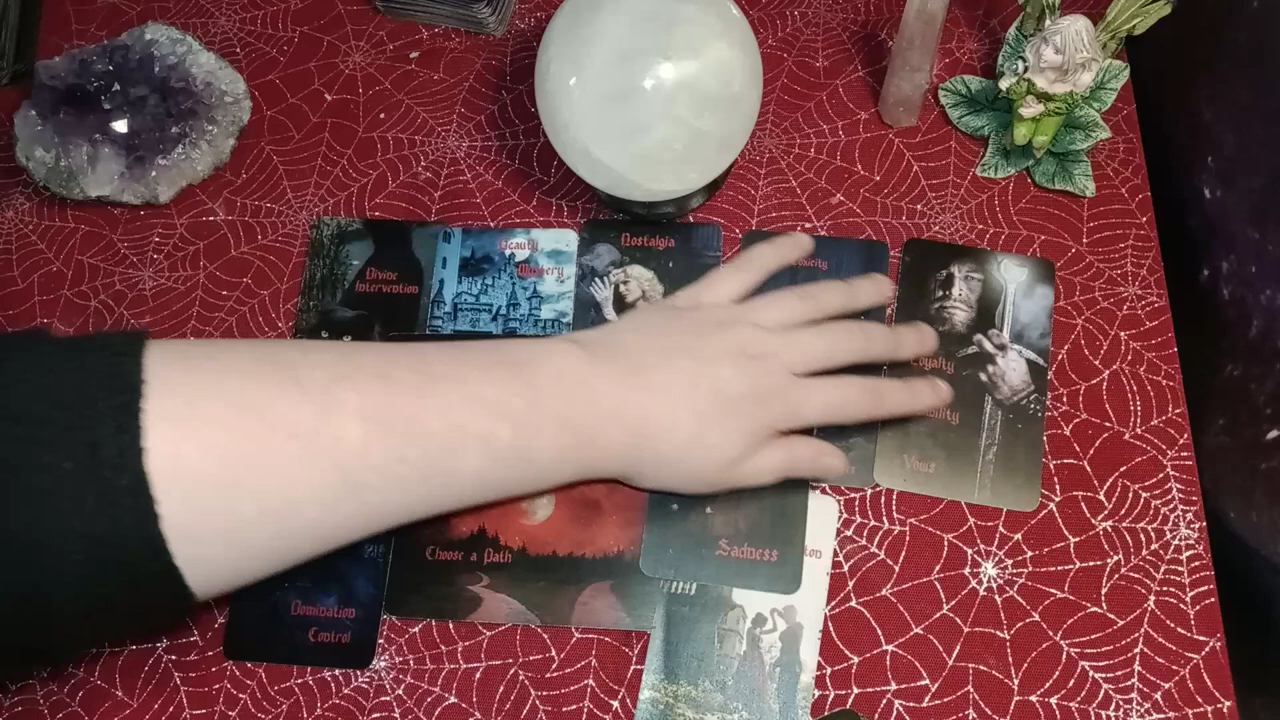 Divine
Intervention
Beauty
Mystery
Nostalgia
Loyalty
Vows
Choose a Path
Sadness
Domination
Control